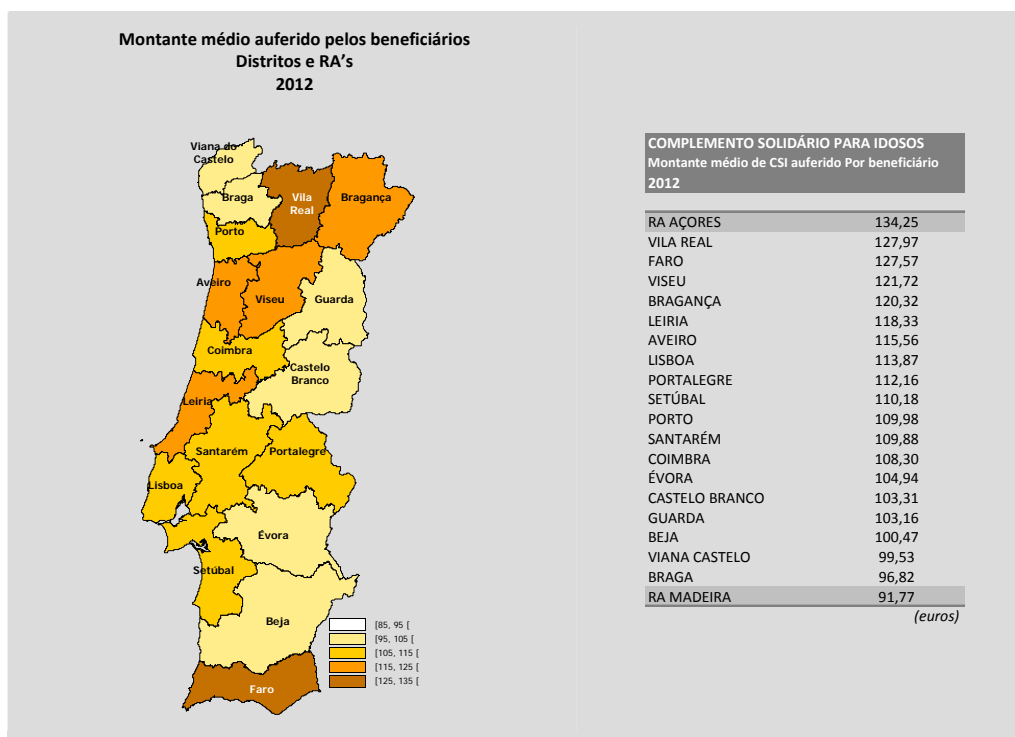 Montante médio auferido pelos beneficiários
Distritos e RA's
2012
Viana do
Castelo
Braga
Vila
Real
Bragança
Porto
Aveiro
Viseu
Guarda
Coimbra
Castelo
Branco
Leiria
Santarém
Portalegre
Lisboa
Évora
Setúbal
Beja
Faro
[85, 95 [
[95, 105 [
[105, 115 [
[115, 125 [
[125, 135 [
COMPLEMENTO SOLIDÁRIO PARA IDOSOS
Montante médio de CSI auferido Por beneficiário
2012
RA AÇORES 134,25
VILA REAL 127,97
FARO 127,57
VISEU 121,72
BRAGANÇA 120,32
LEIRIA 118,33
AVEIRO 115,56
LISBOA 113,87
PORTALEGRE 112,16
SETÚBAL 110,18
PORTO 109,98
SANTARÉM 109,88
COIMBRA 108,30
ÉVORA 104,94
CASTELO BRANCO 103,31
GUARDA 103,16
BEJA 100,47
VIANA CASTELO 99,53
BRAGA 96,82
RA MADEIRA 91,77
(euros)